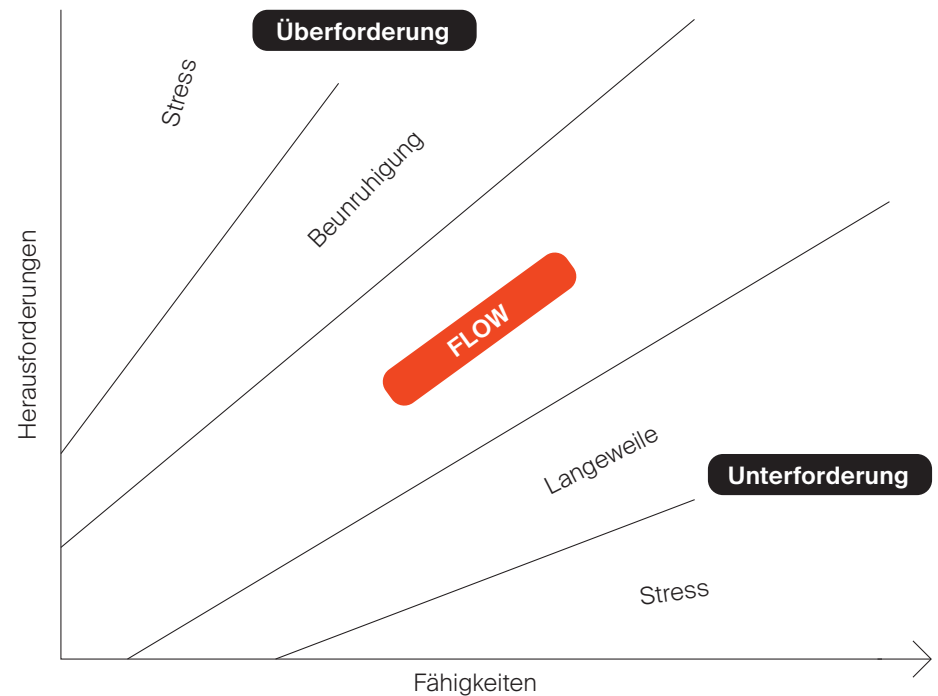 Überforderung
Stress
Beunruhigung
Herausforderungen
FLOW
Langeweile
Unterforderung
Stress
Fähigkeiten